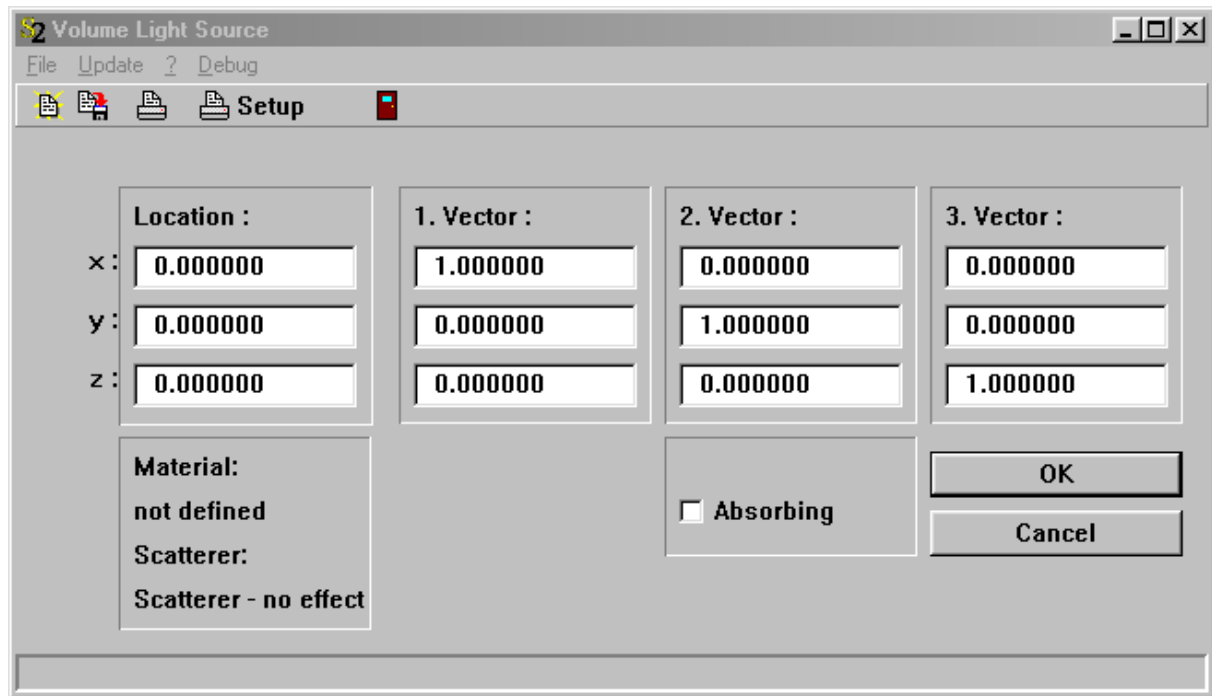 S2 Volume Light Source
File Update ? Debug
Setup
Location : 1. Vector : 2. Vector : 3. Vector :
x: 0.000000 1.000000 0.000000 0.000000
y: 0.000000 0.000000 1.000000 0.000000
z: 0.000000 0.000000 0.000000 1.000000
Material:
not defined
Scatterer:
Scatterer - no effect
Absorbing
OK
Cancel